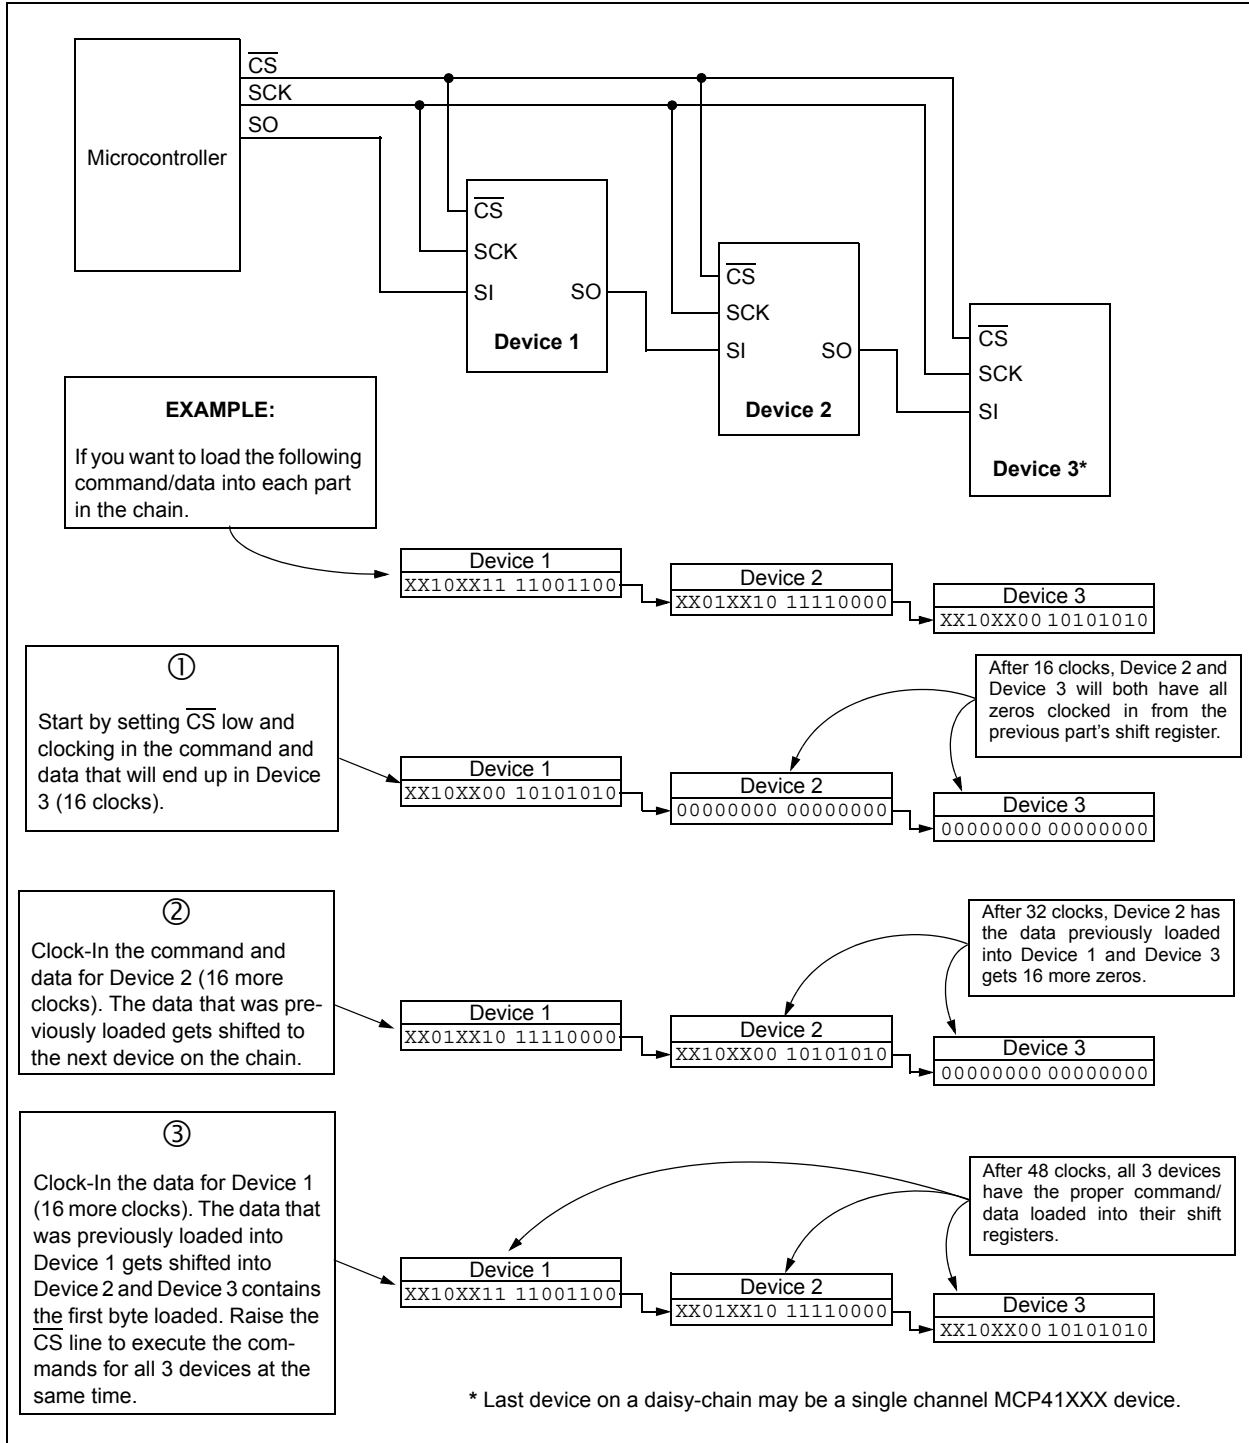 C̅S̅
SCK
SO
Microcontroller
C̅S̅
SCK
SI
SO
Device 1
C̅S̅
SCK
SI
SO
Device 2
C̅S̅
SCK
SI
Device 3*
EXAMPLE:
If you want to load the following
command/data into each part
in the chain.
Device 1
XX10XX11 11001100
Device 2
XX01XX10 11110000
Device 3
XX10XX00 10101010
①
Start by setting C̅S̅ low and
clocking in the command and
data that will end up in Device
3 (16 clocks).
After 16 clocks, Device 2 and
Device 3 will both have all
zeros clocked in from the
previous part's shift register.
Device 1
XX10XX00 10101010
Device 2
00000000 00000000
Device 3
00000000 00000000
②
Clock-In the command and
data for Device 2 (16 more
clocks). The data that was pre-
viously loaded gets shifted to
the next device on the chain.
After 32 clocks, Device 2 has
the data previously loaded
into Device 1 and Device 3
gets 16 more zeros.
Device 1
XX01XX10 11110000
Device 2
XX10XX00 10101010
Device 3
00000000 00000000
③
Clock-In the data for Device 1
(16 more clocks). The data that
was previously loaded into
Device 1 gets shifted into
Device 2 and Device 3 contains
the first byte loaded. Raise the
C̅S̅ line to execute the com-
mands for all 3 devices at the
same time.
After 48 clocks, all 3 devices
have the proper command/
data loaded into their shift
registers.
Device 1
XX10XX11 11001100
Device 2
XX01XX10 11110000
Device 3
XX10XX00 10101010
* Last device on a daisy-chain may be a single channel MCP41XXX device.